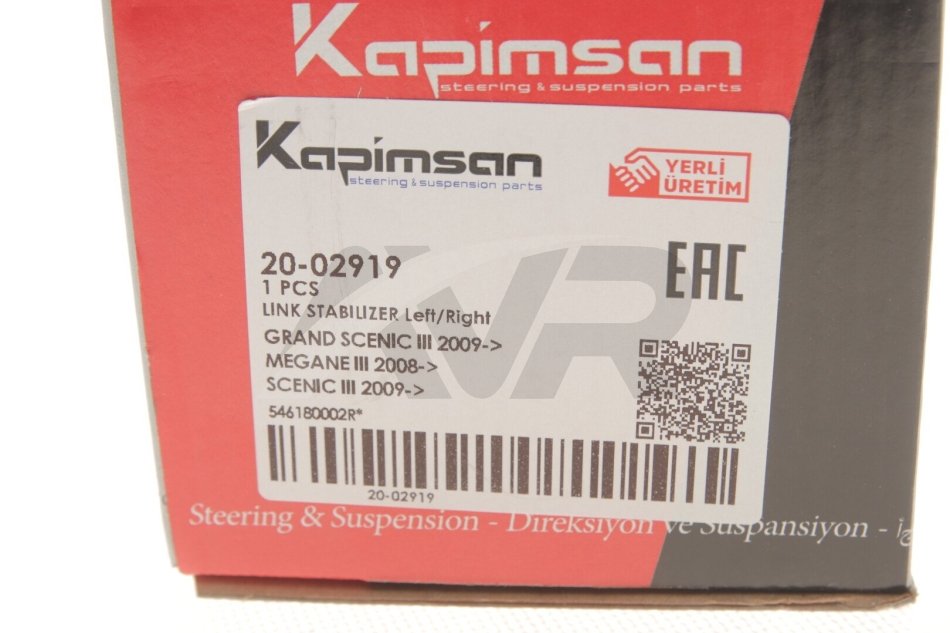 Kapimsan
steering & suspension parts
Kapimsan
steering & suspension parts
YERLİ
ÜRETİM
20-02919
1 PCS
EAC
LINK STABILIZER Left/Right
GRAND SCENIC III 2009->
MEGANE III 2008->
SCENIC III 2009->
546180002R*
20-02919
Steering & Suspension - Direksiyon ve Suspansiyon -